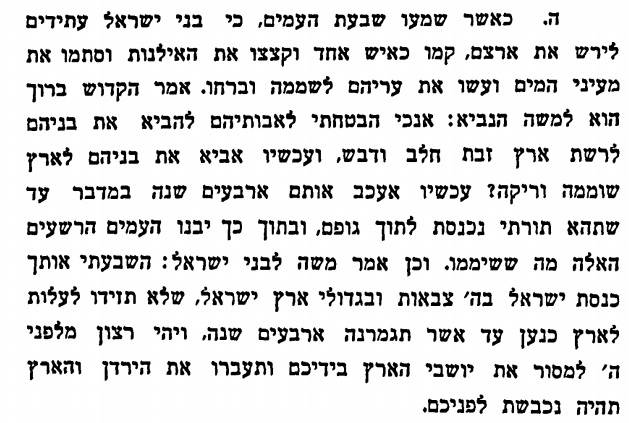 ה. כאשר שמעו שבעת העמים, כי בני ישראל עתידים
לירש את ארצם, קמו כאיש אחד וקצצו את האילנות וסתמו את
מעיני המים ועשו את עריהם לשממה וברחו. אמר הקדוש ברוך
הוא למשה הנביא: אנכי הבטחתי לאבותיהם להביא את בניהם
לרשת ארץ זבת חלב ודבש, ועכשיו אביא את בניהם לארץ
שוממה וריקה? עכשיו אעכב אותם ארבעים שנה במדבר עד
שתהא תורתי נכנסת לתוך גופם, ובתוך כך יבנו העמים הרשעים
האלה מה ששיממו. וכן אמר משה לבני ישראל: השבעתי אותך
כנסת ישראל בה׳ צבאות ובגדולי ארץ ישראל, שלא תזידו לעלות
לארץ כנען עד אשר תגמרנה ארבעים שנה, ויהי רצון מלפני
ה׳ למסור את יושבי הארץ בידיכם ותעברו את הירדן והארץ
תהיה נכבשת לפניכם.